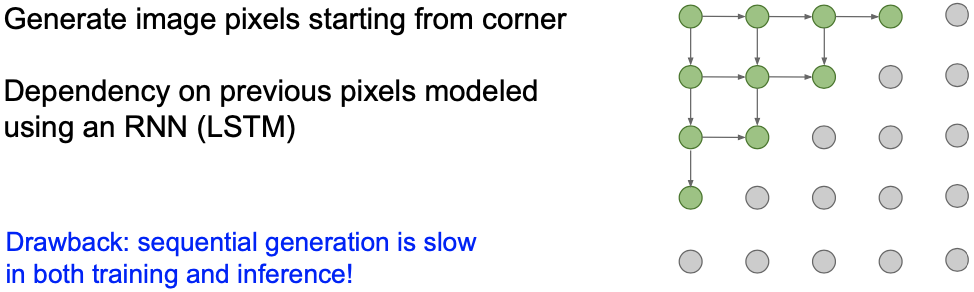 Generate image pixels starting from corner
Dependency on previous pixels modeled
using an RNN (LSTM)
Drawback: sequential generation is slow
in both training and inference!